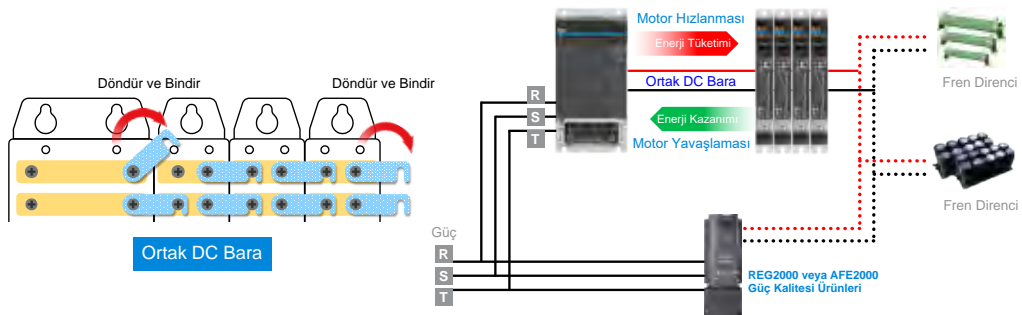 Döndür ve Bindir
Döndür ve Bindir
Ortak DC Bara
Motor Hızlanması
Enerji Tüketimi
Ortak DC Bara
Enerji Kazanımı
Motor Yavaşlaması
R
S
T
Fren Direnci
Fren Direnci
Güç
R
S
T
REG2000 veya AFE2000
Güç Kalitesi Ürünleri